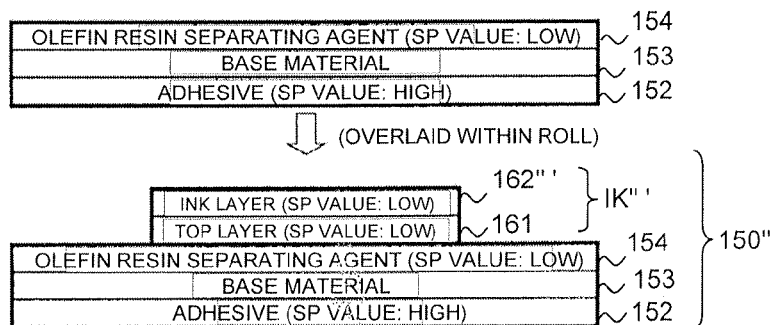 OLEFIN RESIN SEPARATING AGENT (SP VALUE: LOW) 154
BASE MATERIAL 153
ADHESIVE (SP VALUE: HIGH) 152
(OVERLAID WITHIN ROLL)
INK LAYER (SP VALUE: LOW) 162"' IK"'
TOP LAYER (SP VALUE: LOW) 161
OLEFIN RESIN SEPARATING AGENT (SP VALUE: LOW) 154 150"
BASE MATERIAL 153
ADHESIVE (SP VALUE: HIGH) 152